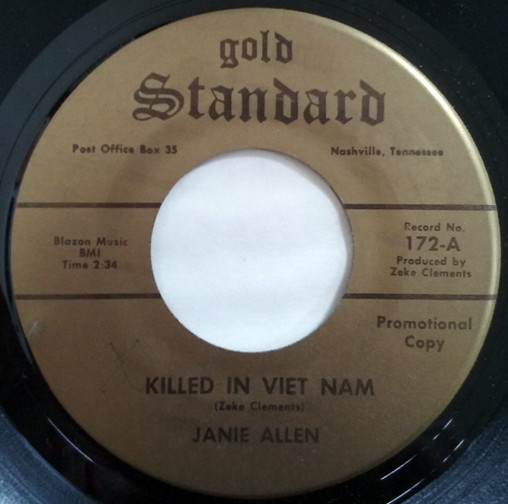 gold
Standard
Post Office Box 35
Nashville, Tennessee
Blazon Music
BMI
Time 2:34
Record No.
172-A
Produced by
Zeke Clements
Promotional
Copy
KILLED IN VIET NAM
(Zeke Clements)
JANIE ALLEN